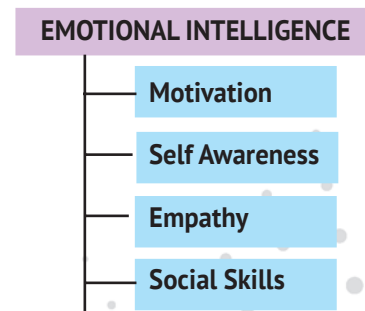 EMOTIONAL INTELLIGENCE
Motivation
Self Awareness
Empathy
Social Skills